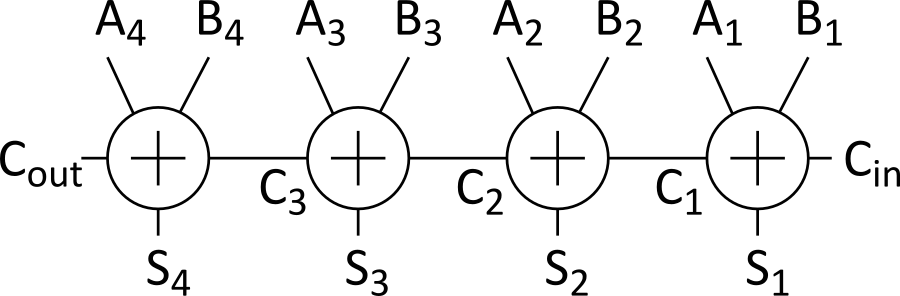 A4 B4 A3 B3 A2 B2 A1 B1
Cout + + + + Cin
C3 C2 C1
S4 S3 S2 S1